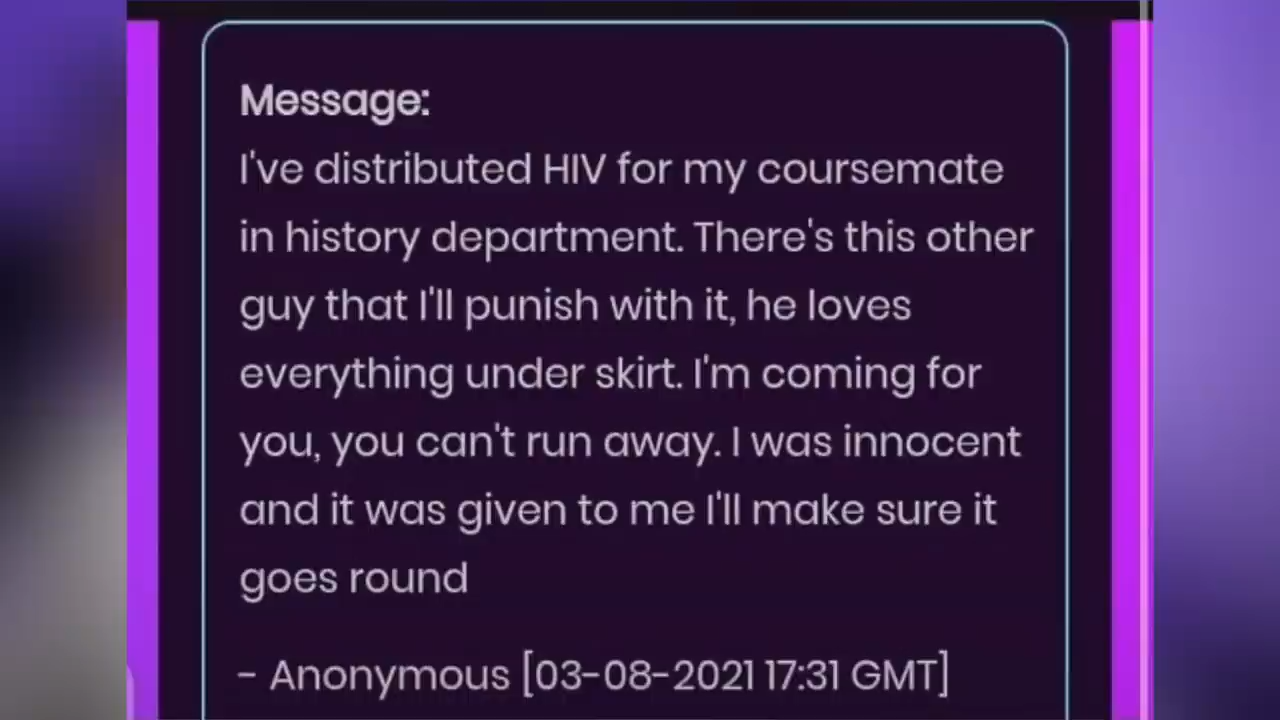 Message:
I've distributed HIV for my coursemate
in history department. There's this other
guy that I'll punish with it, he loves
everything under skirt. I'm coming for
you, you can't run away. I was innocent
and it was given to me I'll make sure it
goes round
- Anonymous [03-08-2021 17:31 GMT]